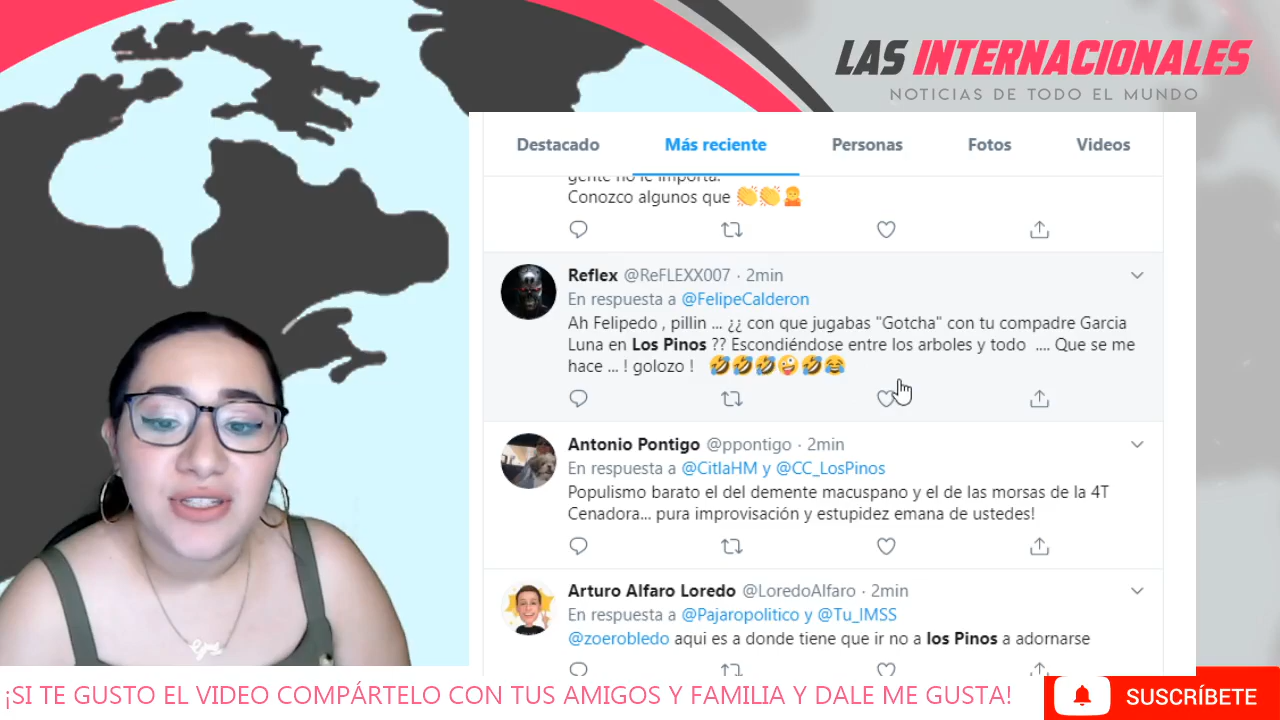 LAS INTERNACIONALES
NOTICIAS DE TODO EL MUNDO
Destacado Más reciente Personas Fotos Videos
gente no le importa.
Conozco algunos que 👏👏🤷
Reflex @ReFLEXX007 · 2min
En respuesta a @FelipeCalderon
Ah Felipedo , pillin ... ¿¿ con que jugabas "Gotcha" con tu compadre Garcia
Luna en Los Pinos ?? Escondiéndose entre los arboles y todo .... Que se me
hace ... ! golozo ! 🤣🤣🤣🤪🤣😂
Antonio Pontigo @ppontigo · 2min
En respuesta a @CitlaHM y @CC_LosPinos
Populismo barato el del demente macuspano y el de las morsas de la 4T
Cenadora... pura improvisación y estupidez emana de ustedes!
Arturo Alfaro Loredo @LoredoAlfaro · 2min
En respuesta a @Pajaropolitico y @Tu_IMSS
@zoerobledo aqui es a donde tiene que ir no a los Pinos a adornarse
¡SI TE GUSTO EL VIDEO COMPÁRTELO CON TUS AMIGOS Y FAMILIA Y DALE ME GUSTA!
SUSCRÍBETE